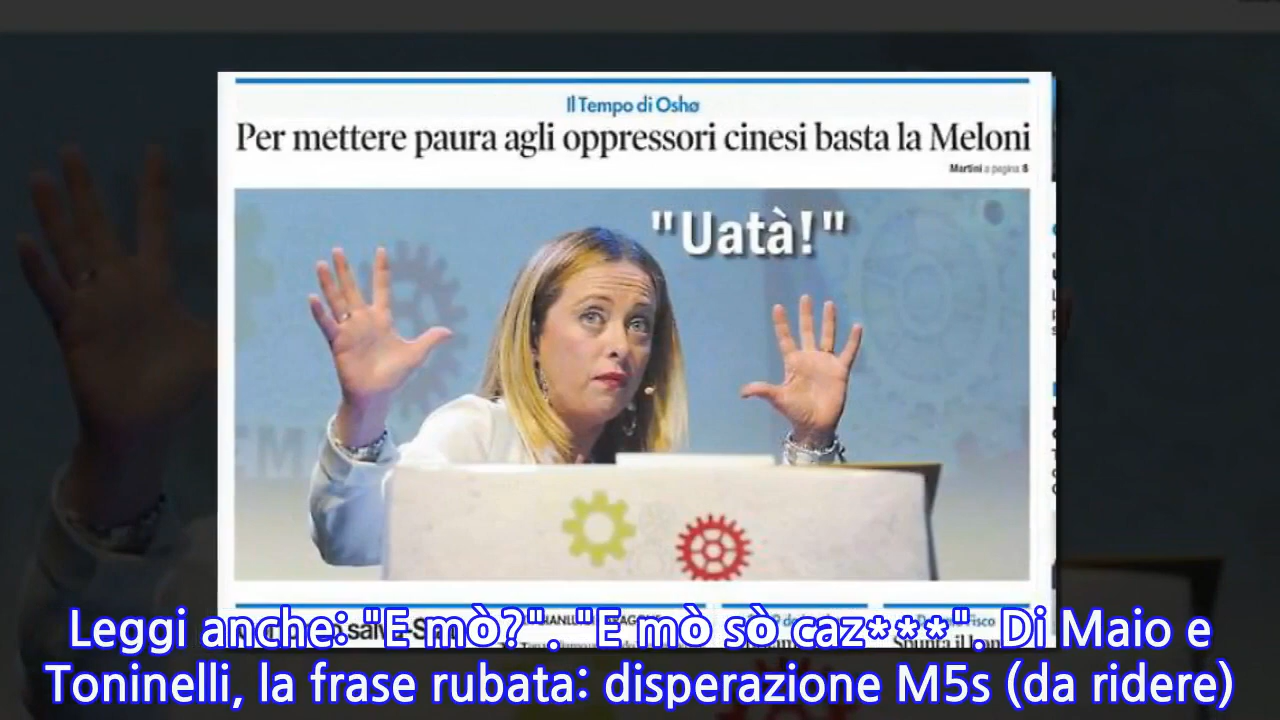 Il Tempo di Oshø
Per mettere paura agli oppressori cinesi basta la Meloni
Martini a pagina 8
"Uatà!"
Leggi anche: "E mò?". "E mò sò caz***". Di Maio e
Toninelli, la frase rubata: disperazione M5s (da ridere)